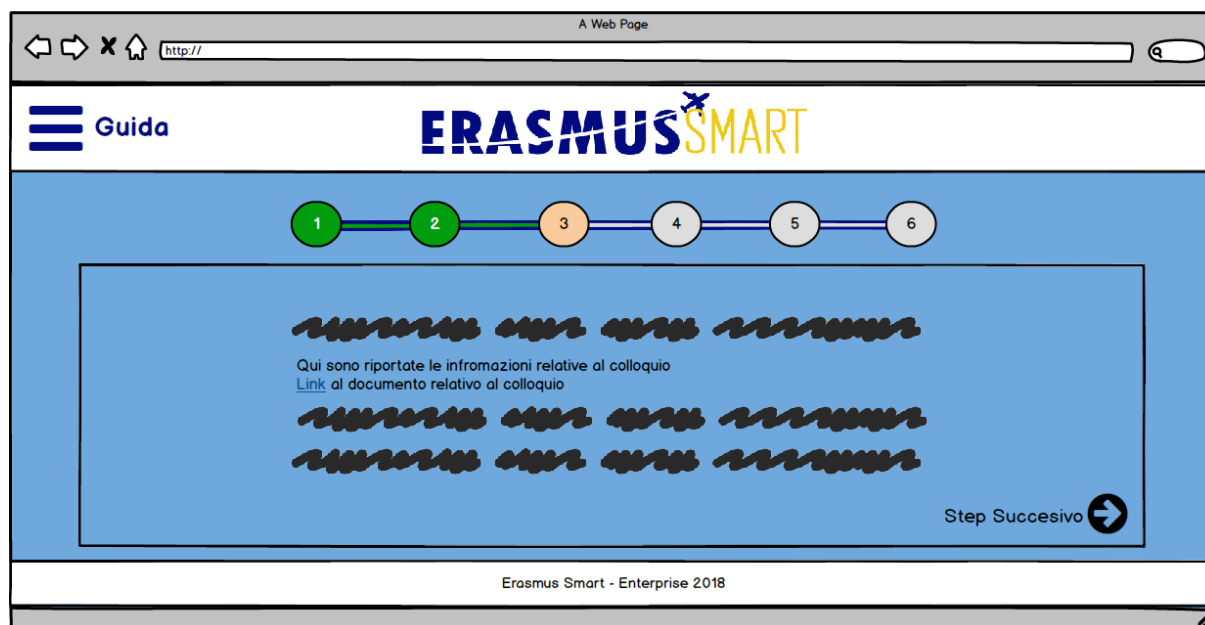 A Web Page
http://
Guida
ERASMUS SMART
1 2 3 4 5 6
Qui sono riportate le infromazioni relative al colloquio
Link al documento relativo al colloquio
Step Succesivo
Erasmus Smart - Enterprise 2018